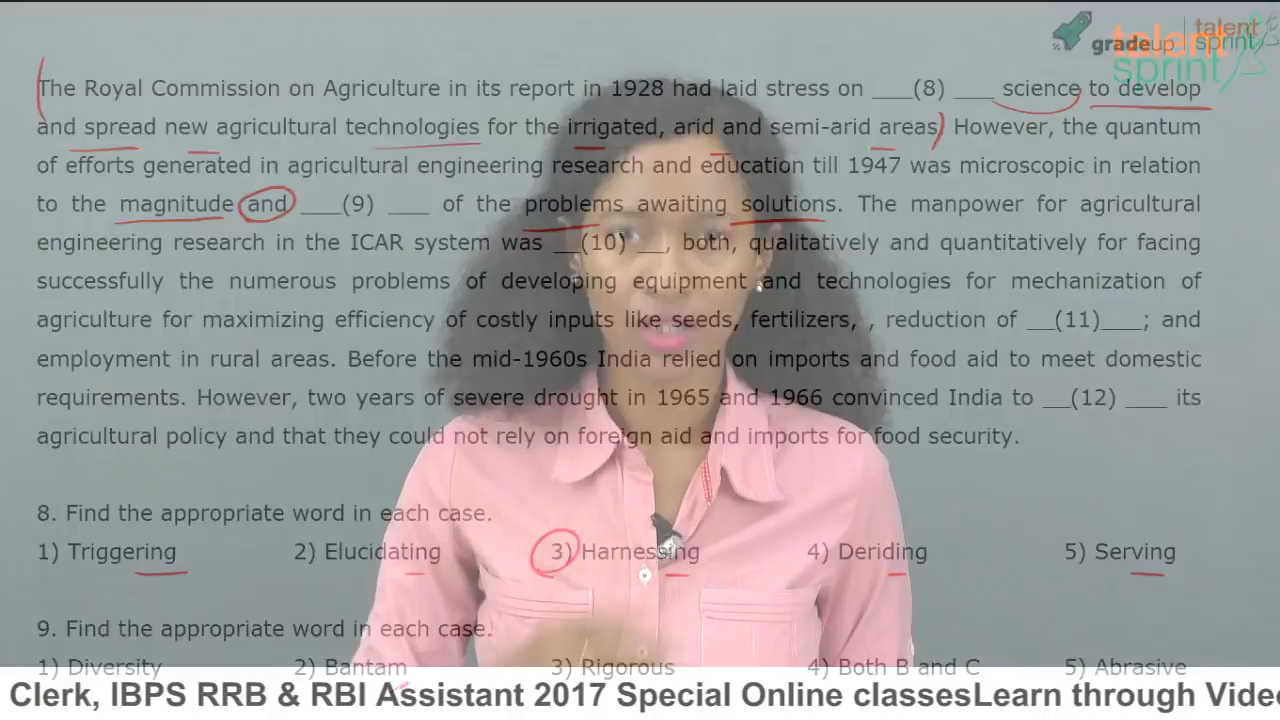 gradeup
talent
sprint
talent
sprint
The Royal Commission on Agriculture in its report in 1928 had laid stress on ___(8) ___ science to develop
and spread new agricultural technologies for the irrigated, arid and semi-arid areas. However, the quantum
of efforts generated in agricultural engineering research and education till 1947 was microscopic in relation
to the magnitude and ___(9) ___ of the problems awaiting solutions. The manpower for agricultural
engineering research in the ICAR system was __(10) __, both, qualitatively and quantitatively for facing
successfully the numerous problems of developing equipment and technologies for mechanization of
agriculture for maximizing efficiency of costly inputs like seeds, fertilizers, , reduction of __(11)___; and
employment in rural areas. Before the mid-1960s India relied on imports and food aid to meet domestic
requirements. However, two years of severe drought in 1965 and 1966 convinced India to __(12) ___ its
agricultural policy and that they could not rely on foreign aid and imports for food security.
8. Find the appropriate word in each case.
1) Triggering 2) Elucidating 3) Harnessing 4) Deriding 5) Serving
9. Find the appropriate word in each case.
1) Diversity 2) Bantam 3) Rigorous 4) Both B and C 5) Abrasive
Clerk, IBPS RRB & RBI Assistant 2017 Special Online classesLearn through Vide